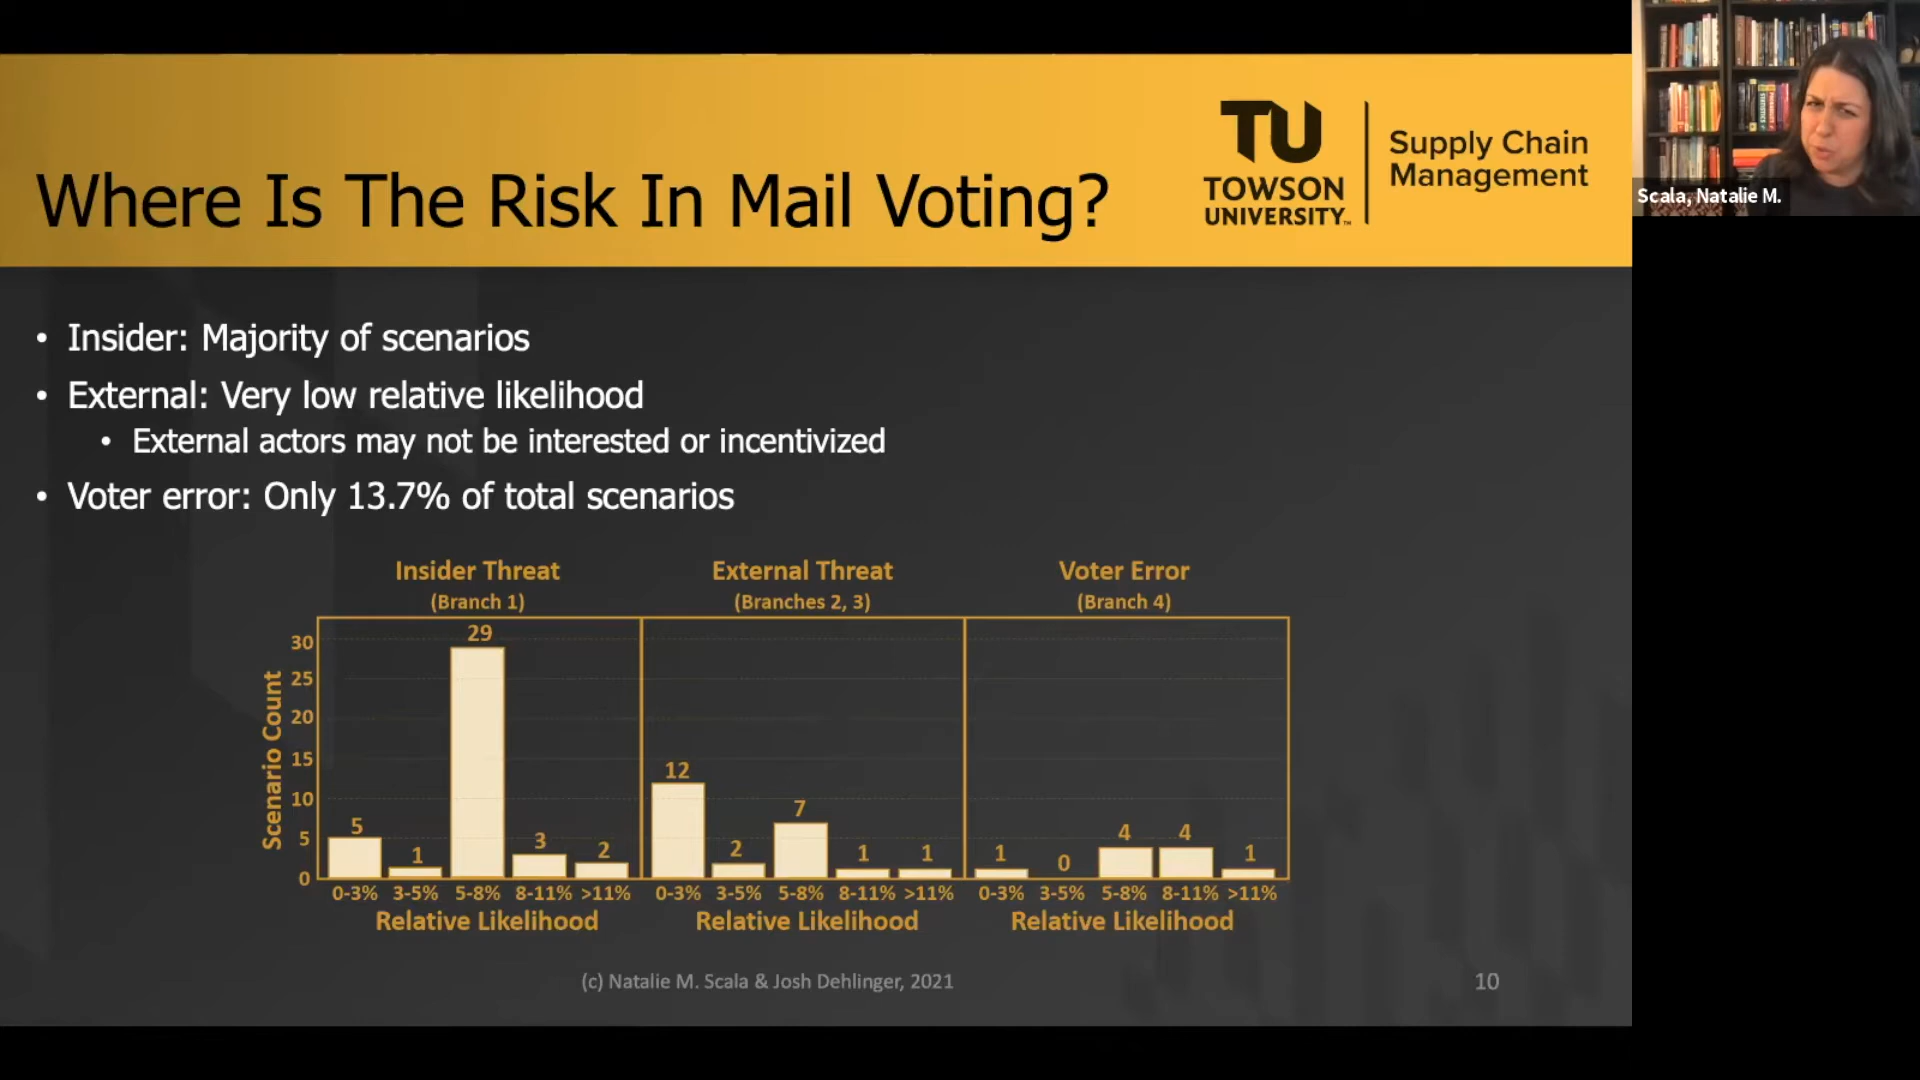 Where Is The Risk In Mail Voting?
TU
TOWSON
UNIVERSITY™
Supply Chain
Management
Scala, Natalie M.
• Insider: Majority of scenarios
• External: Very low relative likelihood
• External actors may not be interested or incentivized
• Voter error: Only 13.7% of total scenarios
Insider Threat
(Branch 1)
External Threat
(Branches 2, 3)
Voter Error
(Branch 4)
Scenario Count
30
25
20
15
10
5
0
5 1 29 3 2
12 2 7 1 1
1 0 4 4 1
0-3% 3-5% 5-8% 8-11% >11%
0-3% 3-5% 5-8% 8-11% >11%
0-3% 3-5% 5-8% 8-11% >11%
Relative Likelihood
Relative Likelihood
Relative Likelihood
(c) Natalie M. Scala & Josh Dehlinger, 2021
10